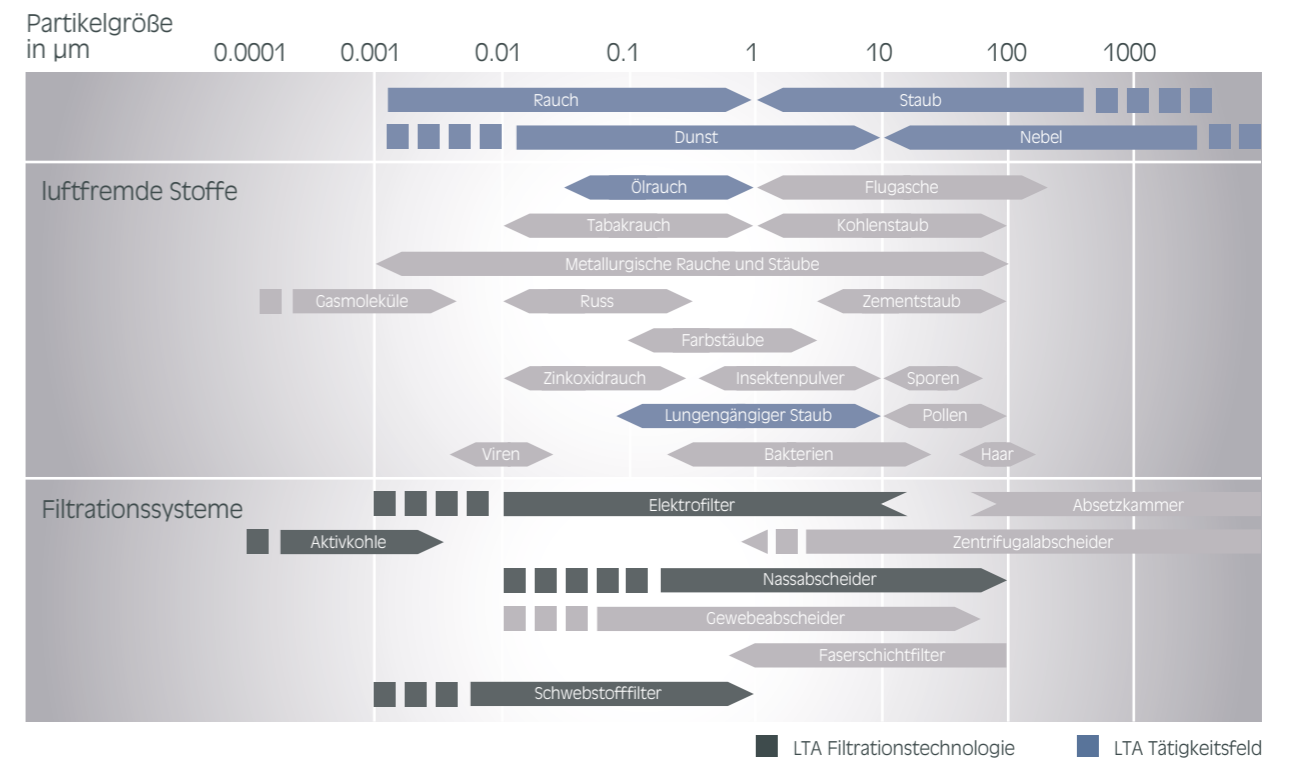 Partikelgröße
in µm 0.0001 0.001 0.01 0.1 1 10 100 1000
Rauch Staub
Dunst Nebel
luftfremde Stoffe
Ölrauch Flugasche
Tabakrauch Kohlenstaub
Metallurgische Rauche und Stäube
Gasmoleküle Russ Zementstaub
Farbstäube
Zinkoxidrauch Insektenpulver Sporen
Lungengängiger Staub Pollen
Viren Bakterien Haar
Filtrationssysteme
Elektrofilter Absetzkammer
Aktivkohle Zentrifugalabscheider
Nassabscheider
Gewebeabscheider
Faserschichtfilter
Schwebstofffilter
LTA Filtrationstechnologie LTA Tätigkeitsfeld